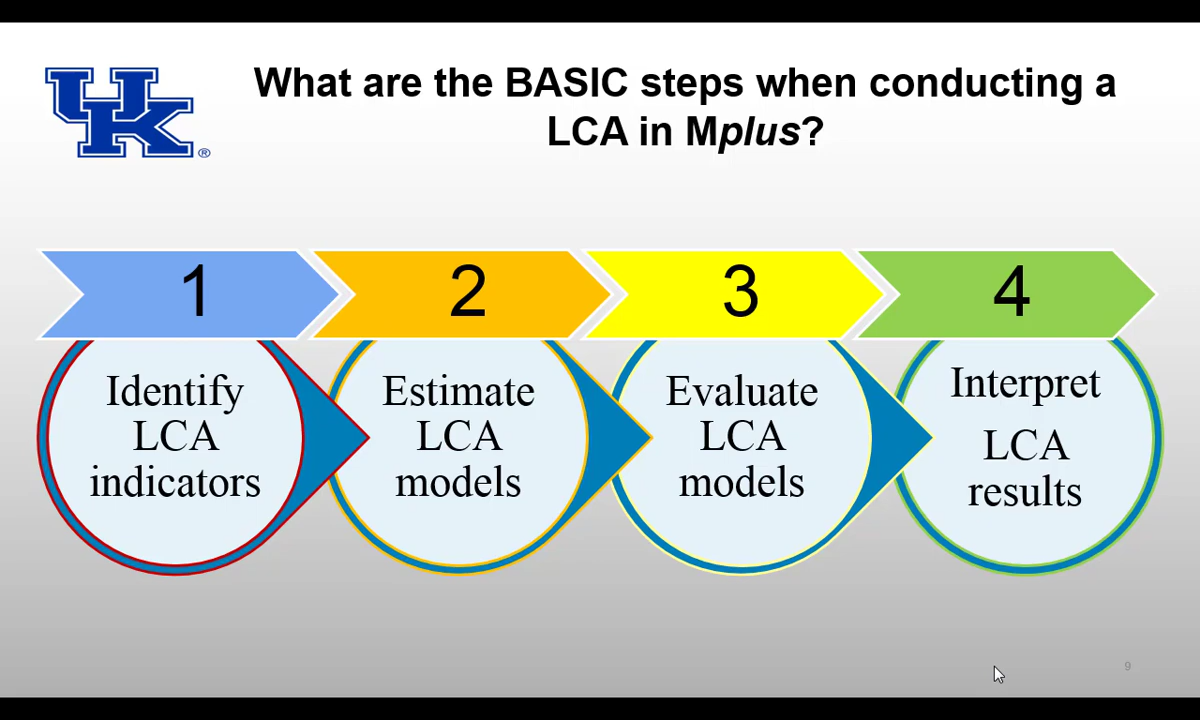 UK®
What are the BASIC steps when conducting a
LCA in Mplus?
1
2
3
4
Identify
LCA
indicators
Estimate
LCA
models
Evaluate
LCA
models
Interpret
LCA
results
9